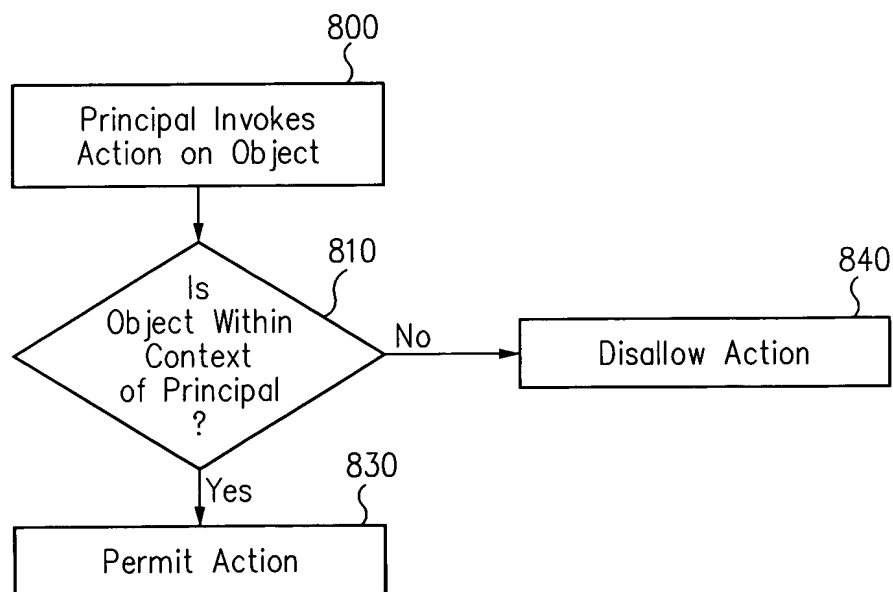 800
Principal Invokes
Action on Object
810
Is
Object Within
Context
of Principal
?
No
840
Disallow Action
Yes
830
Permit Action